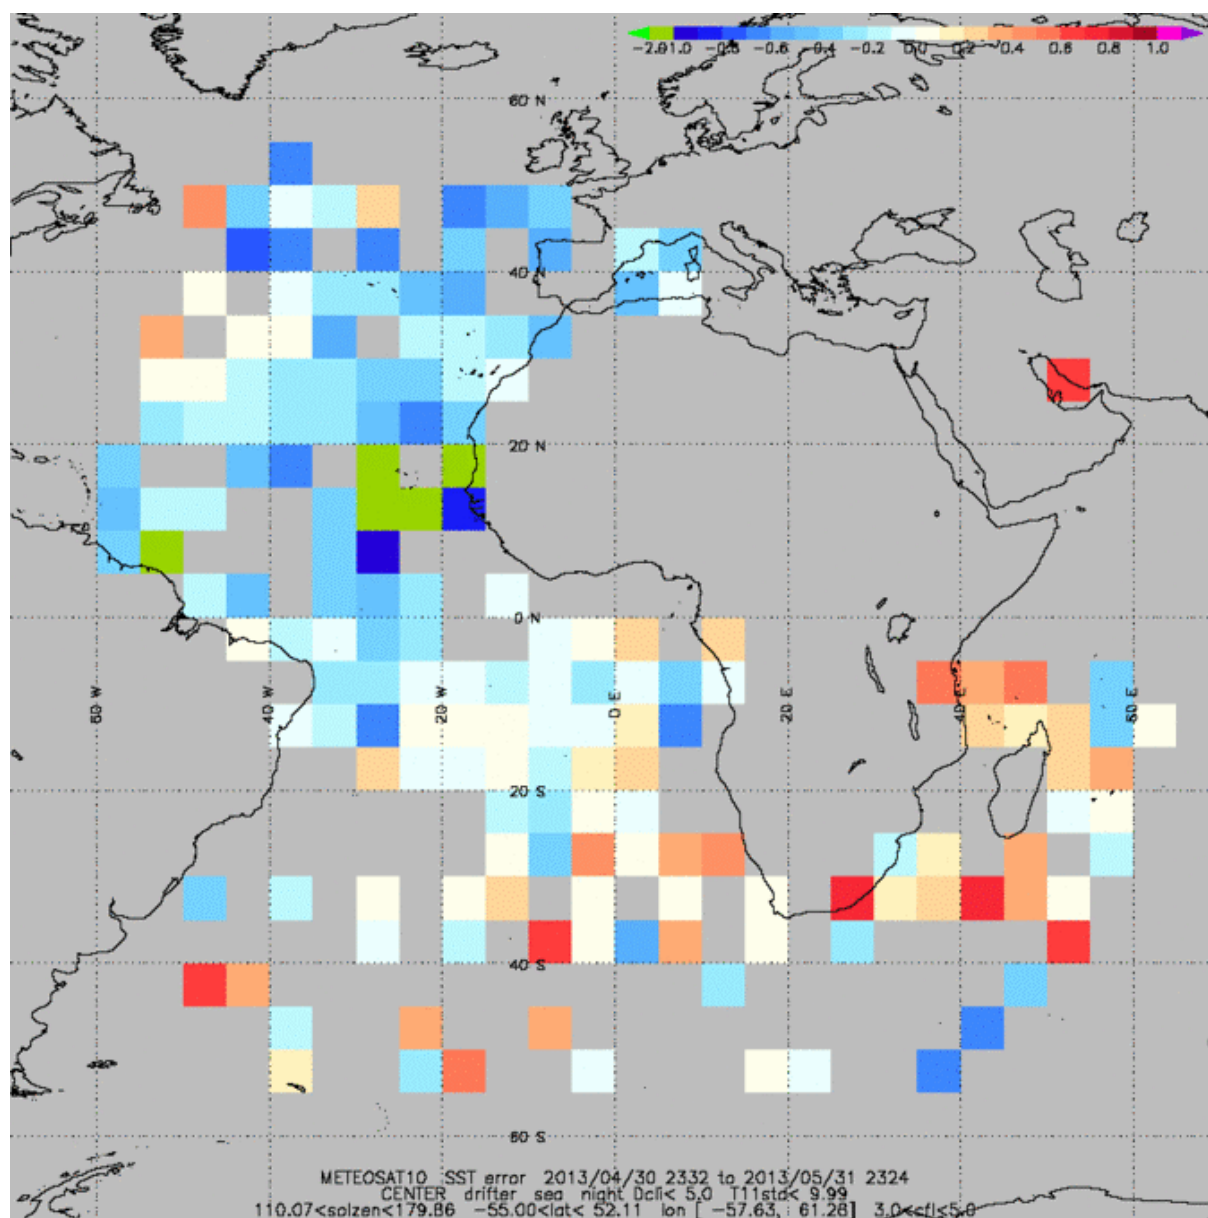 -2.0 -1.0 -0.8 -0.6 -0.4 -0.2 0.0 0.2 0.4 0.6 0.8 1.0
60 N
40 N
20 N
0 N
60 W 40 W 20 W 0 E 20 E 40 E 60 E
20 S
40 S
60 S
METEOSAT10 SST error 2013/04/30 2332 to 2013/05/31 2324
CENTER drifter sea night Dcli< 5.0 T11std< 9.99
110.07<solzen<179.86 -55.00<lat< 52.11 lon [ -57.63, 61.28] 3.0<cfl<5.0